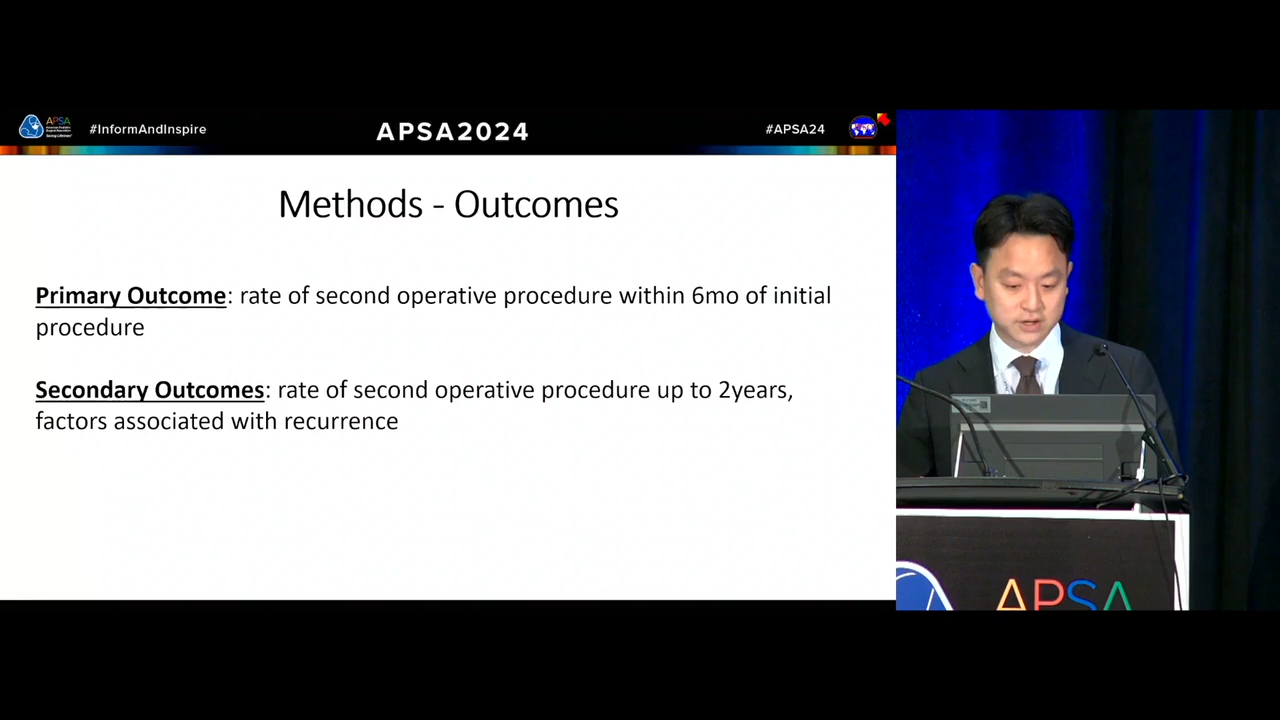 APSA
#InformAndInspire
APSA2024
#APSA24
Methods - Outcomes
Primary Outcome: rate of second operative procedure within 6mo of initial
procedure
Secondary Outcomes: rate of second operative procedure up to 2years,
factors associated with recurrence
APSA